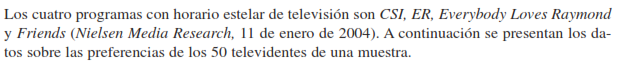 Los cuatro programas con horario estelar de televisión son CSI, ER, Everybody Loves Raymond
y Friends (Nielsen Media Research, 11 de enero de 2004). A continuación se presentan los da-
tos sobre las preferencias de los 50 televidentes de una muestra.